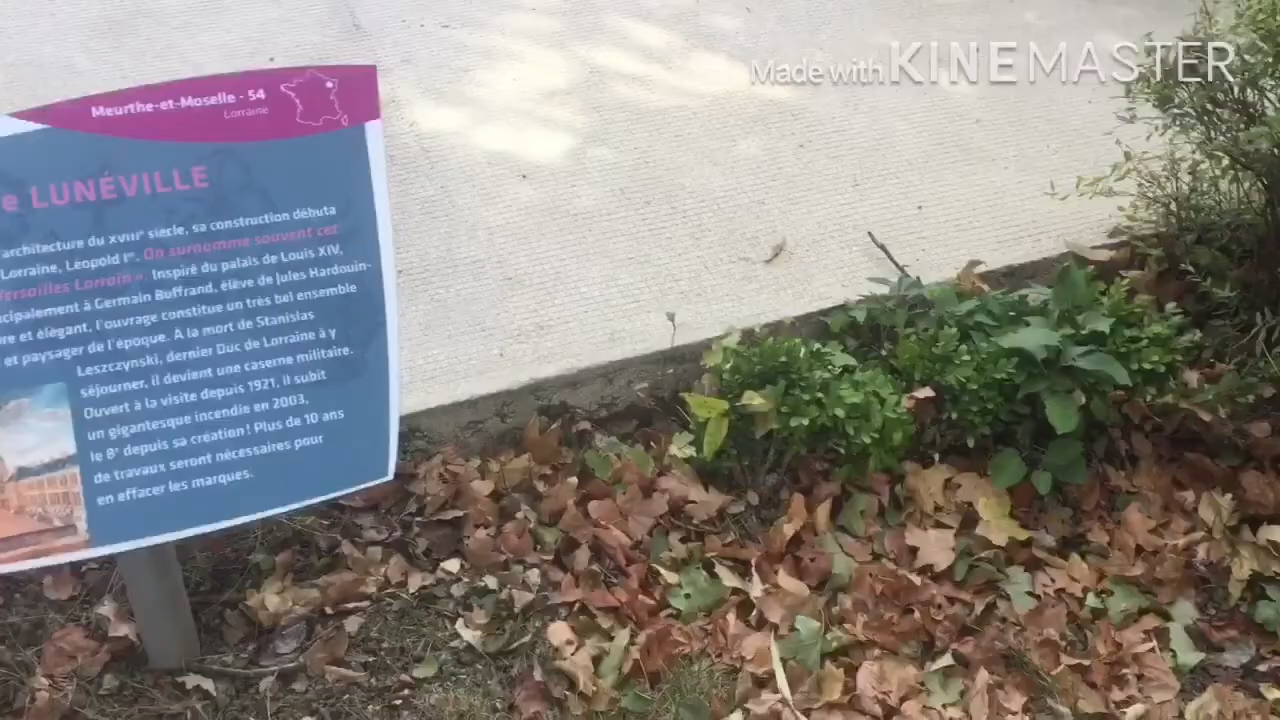 Made with KINEMASTER
Meurthe-et-Moselle - 54
Lorraine
e LUNÉVILLE
architecture du XVIIIe siècle, sa construction débuta
Lorraine, Léopold Ier. On surnomme souvent cet
Versailles Lorrain ». Inspiré du palais de Louis XIV,
cipalement à Germain Boffrand, élève de Jules Hardouin-
re et élégant, l'ouvrage constitue un très bel ensemble
et paysager de l'époque. À la mort de Stanislas
Leszczynski, dernier Duc de Lorraine à y
séjourner, il devient une caserne militaire.
Ouvert à la visite depuis 1921, il subit
un gigantesque incendie en 2003,
le 8e depuis sa création ! Plus de 10 ans
de travaux seront nécessaires pour
en effacer les marques.